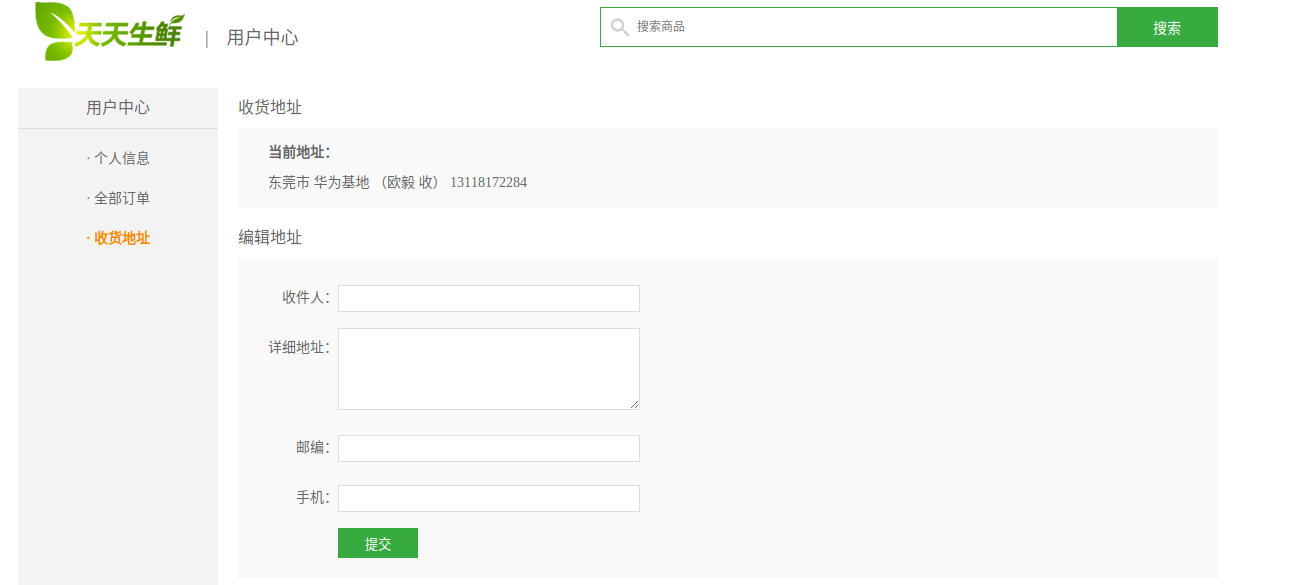 天天生鲜 | 用户中心
搜索商品 搜索
用户中心
· 个人信息
· 全部订单
· 收货地址
收货地址
当前地址：
东莞市 华为基地 （欧毅 收） 13118172284
编辑地址
收件人：
详细地址：
邮编：
手机：
提交